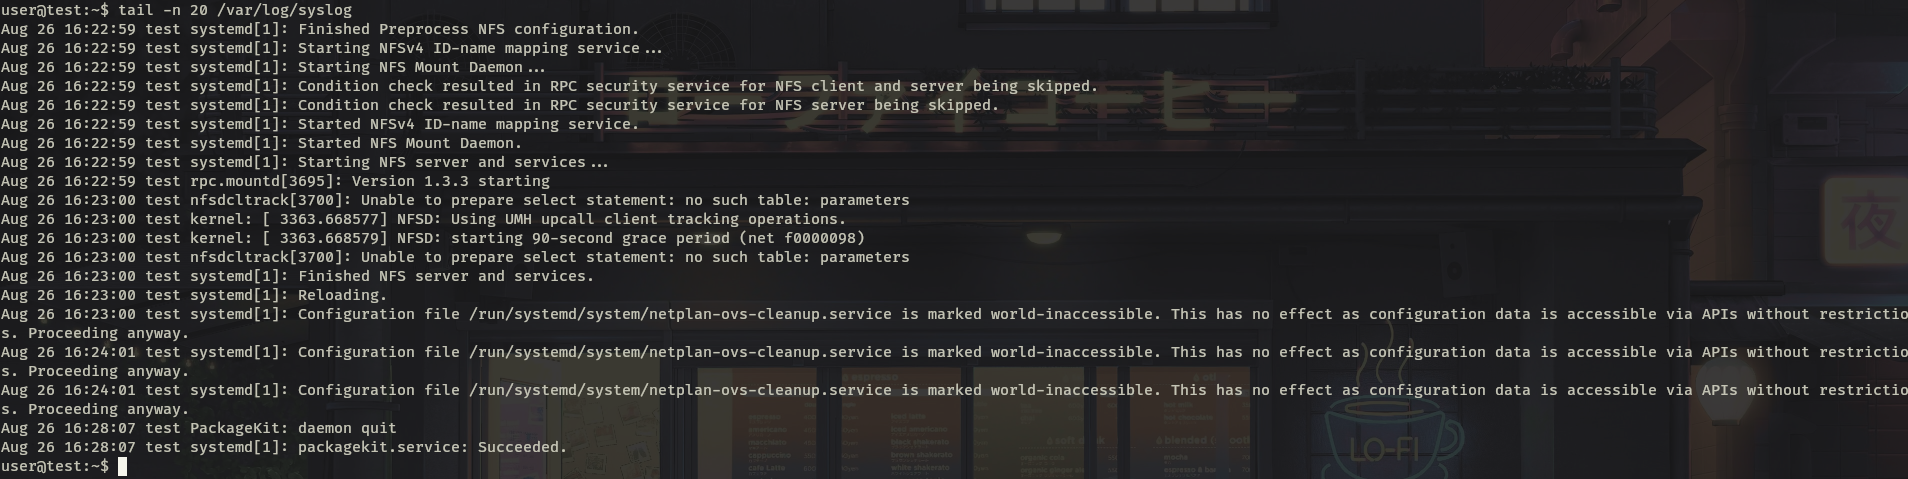 user@test:~$ tail -n 20 /var/log/syslog
Aug 26 16:22:59 test systemd[1]: Finished Preprocess NFS configuration.
Aug 26 16:22:59 test systemd[1]: Starting NFSv4 ID-name mapping service...
Aug 26 16:22:59 test systemd[1]: Starting NFS Mount Daemon...
Aug 26 16:22:59 test systemd[1]: Condition check resulted in RPC security service for NFS client and server being skipped.
Aug 26 16:22:59 test systemd[1]: Condition check resulted in RPC security service for NFS server being skipped.
Aug 26 16:22:59 test systemd[1]: Started NFSv4 ID-name mapping service.
Aug 26 16:22:59 test systemd[1]: Started NFS Mount Daemon.
Aug 26 16:22:59 test systemd[1]: Starting NFS server and services...
Aug 26 16:22:59 test rpc.mountd[3695]: Version 1.3.3 starting
Aug 26 16:23:00 test nfsdcltrack[3700]: Unable to prepare select statement: no such table: parameters
Aug 26 16:23:00 test kernel: [ 3363.668577] NFSD: Using UMH upcall client tracking operations.
Aug 26 16:23:00 test kernel: [ 3363.668579] NFSD: starting 90-second grace period (net f0000098)
Aug 26 16:23:00 test nfsdcltrack[3700]: Unable to prepare select statement: no such table: parameters
Aug 26 16:23:00 test systemd[1]: Finished NFS server and services.
Aug 26 16:23:00 test systemd[1]: Reloading.
Aug 26 16:23:00 test systemd[1]: Configuration file /run/systemd/system/netplan-ovs-cleanup.service is marked world-inaccessible. This has no effect as configuration data is accessible via APIs without restrictio
s. Proceeding anyway.
Aug 26 16:24:01 test systemd[1]: Configuration file /run/systemd/system/netplan-ovs-cleanup.service is marked world-inaccessible. This has no effect as configuration data is accessible via APIs without restrictio
s. Proceeding anyway.
Aug 26 16:24:01 test systemd[1]: Configuration file /run/systemd/system/netplan-ovs-cleanup.service is marked world-inaccessible. This has no effect as configuration data is accessible via APIs without restrictio
s. Proceeding anyway.
Aug 26 16:28:07 test PackageKit: daemon quit
Aug 26 16:28:07 test systemd[1]: packagekit.service: Succeeded.
user@test:~$
夜
LO-FI